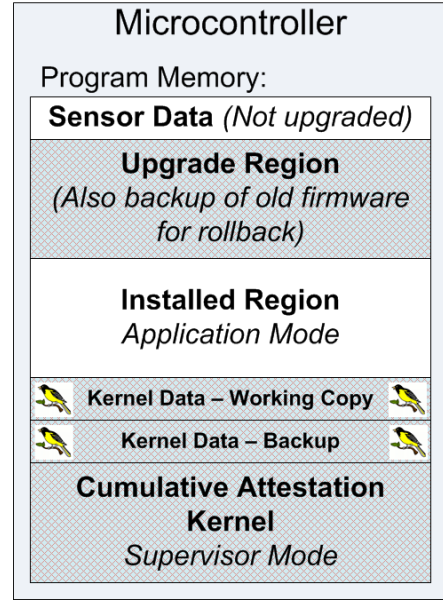 Microcontroller
Program Memory:
Sensor Data (Not upgraded)
Upgrade Region
(Also backup of old firmware
for rollback)
Installed Region
Application Mode
Kernel Data – Working Copy
Kernel Data – Backup
Cumulative Attestation
Kernel
Supervisor Mode